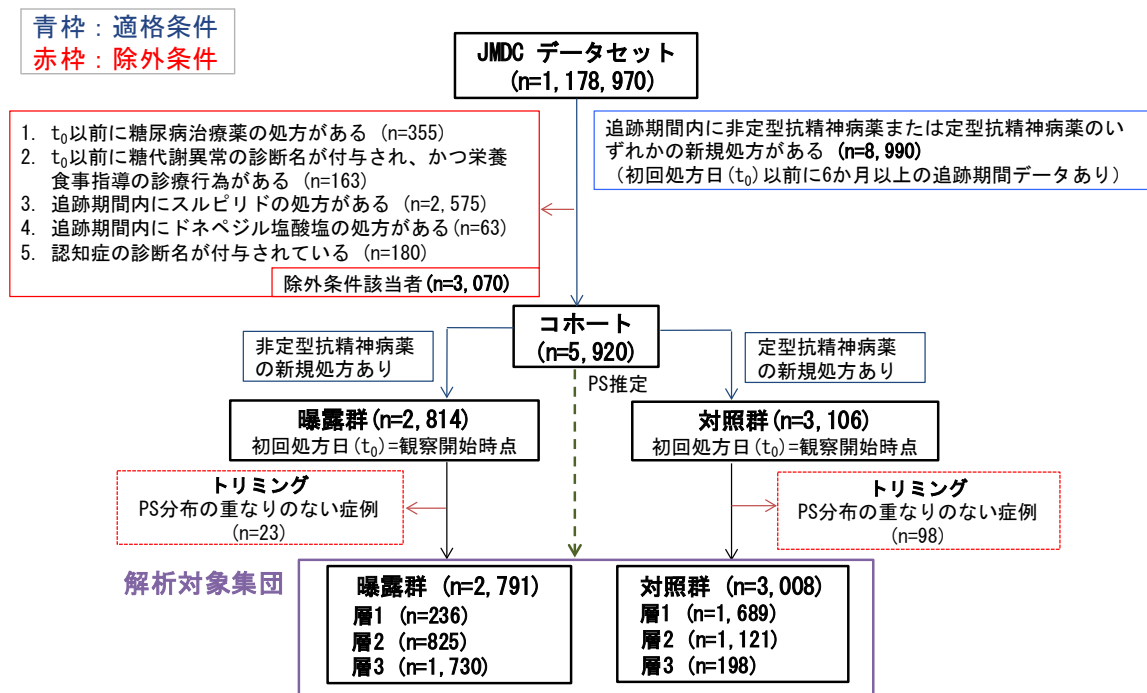 青枠：適格条件
赤枠：除外条件
JMDC データセット
(n=1,178,970)
1. t₀以前に糖尿病治療薬の処方がある (n=355)
2. t₀以前に糖代謝異常の診断名が付与され、かつ栄養
食事指導の診療行為がある (n=163)
3. 追跡期間内にスルピリドの処方がある (n=2,575)
4. 追跡期間内にドネペジル塩酸塩の処方がある(n=63)
5. 認知症の診断名が付与されている (n=180)
除外条件該当者(n=3,070)
追跡期間内に非定型抗精神病薬または定型抗精神病薬のい
ずれかの新規処方がある (n=8,990)
（初回処方日(t₀)以前に6か月以上の追跡期間データあり）
コホート
(n=5,920)
非定型抗精神病薬
の新規処方あり
定型抗精神病薬
の新規処方あり
PS推定
曝露群(n=2,814)
初回処方日(t₀)=観察開始時点
対照群(n=3,106)
初回処方日(t₀)=観察開始時点
トリミング
PS分布の重なりのない症例
(n=23)
トリミング
PS分布の重なりのない症例
(n=98)
解析対象集団
曝露群 (n=2,791)
層1 (n=236)
層2 (n=825)
層3 (n=1,730)
対照群 (n=3,008)
層1 (n=1,689)
層2 (n=1,121)
層3 (n=198)